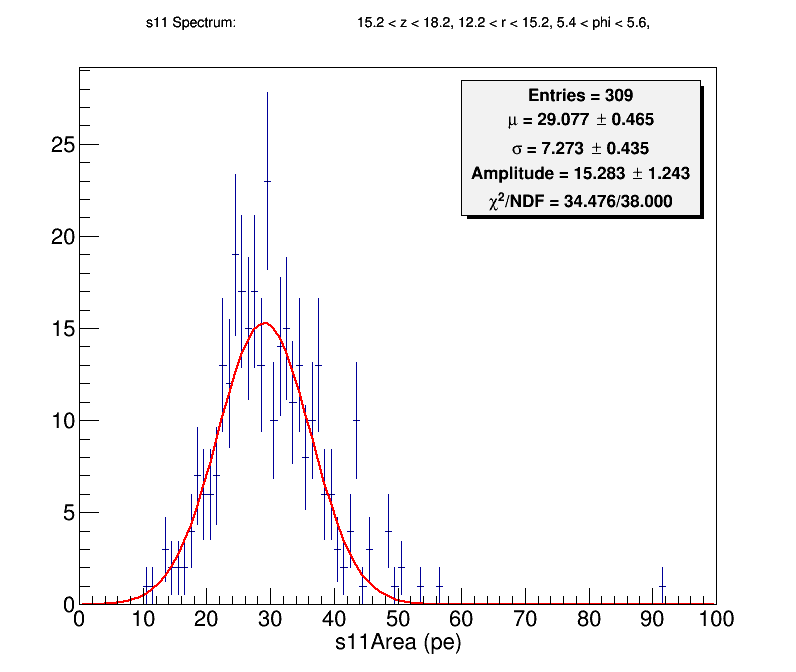 s11 Spectrum: 15.2 < z < 18.2, 12.2 < r < 15.2, 5.4 < phi < 5.6,
Entries = 309
μ = 29.077 ± 0.465
σ = 7.273 ± 0.435
Amplitude = 15.283 ± 1.243
χ²/NDF = 34.476/38.000
25
20
15
10
5
0
0 10 20 30 40 50 60 70 80 90 100
s11Area (pe)